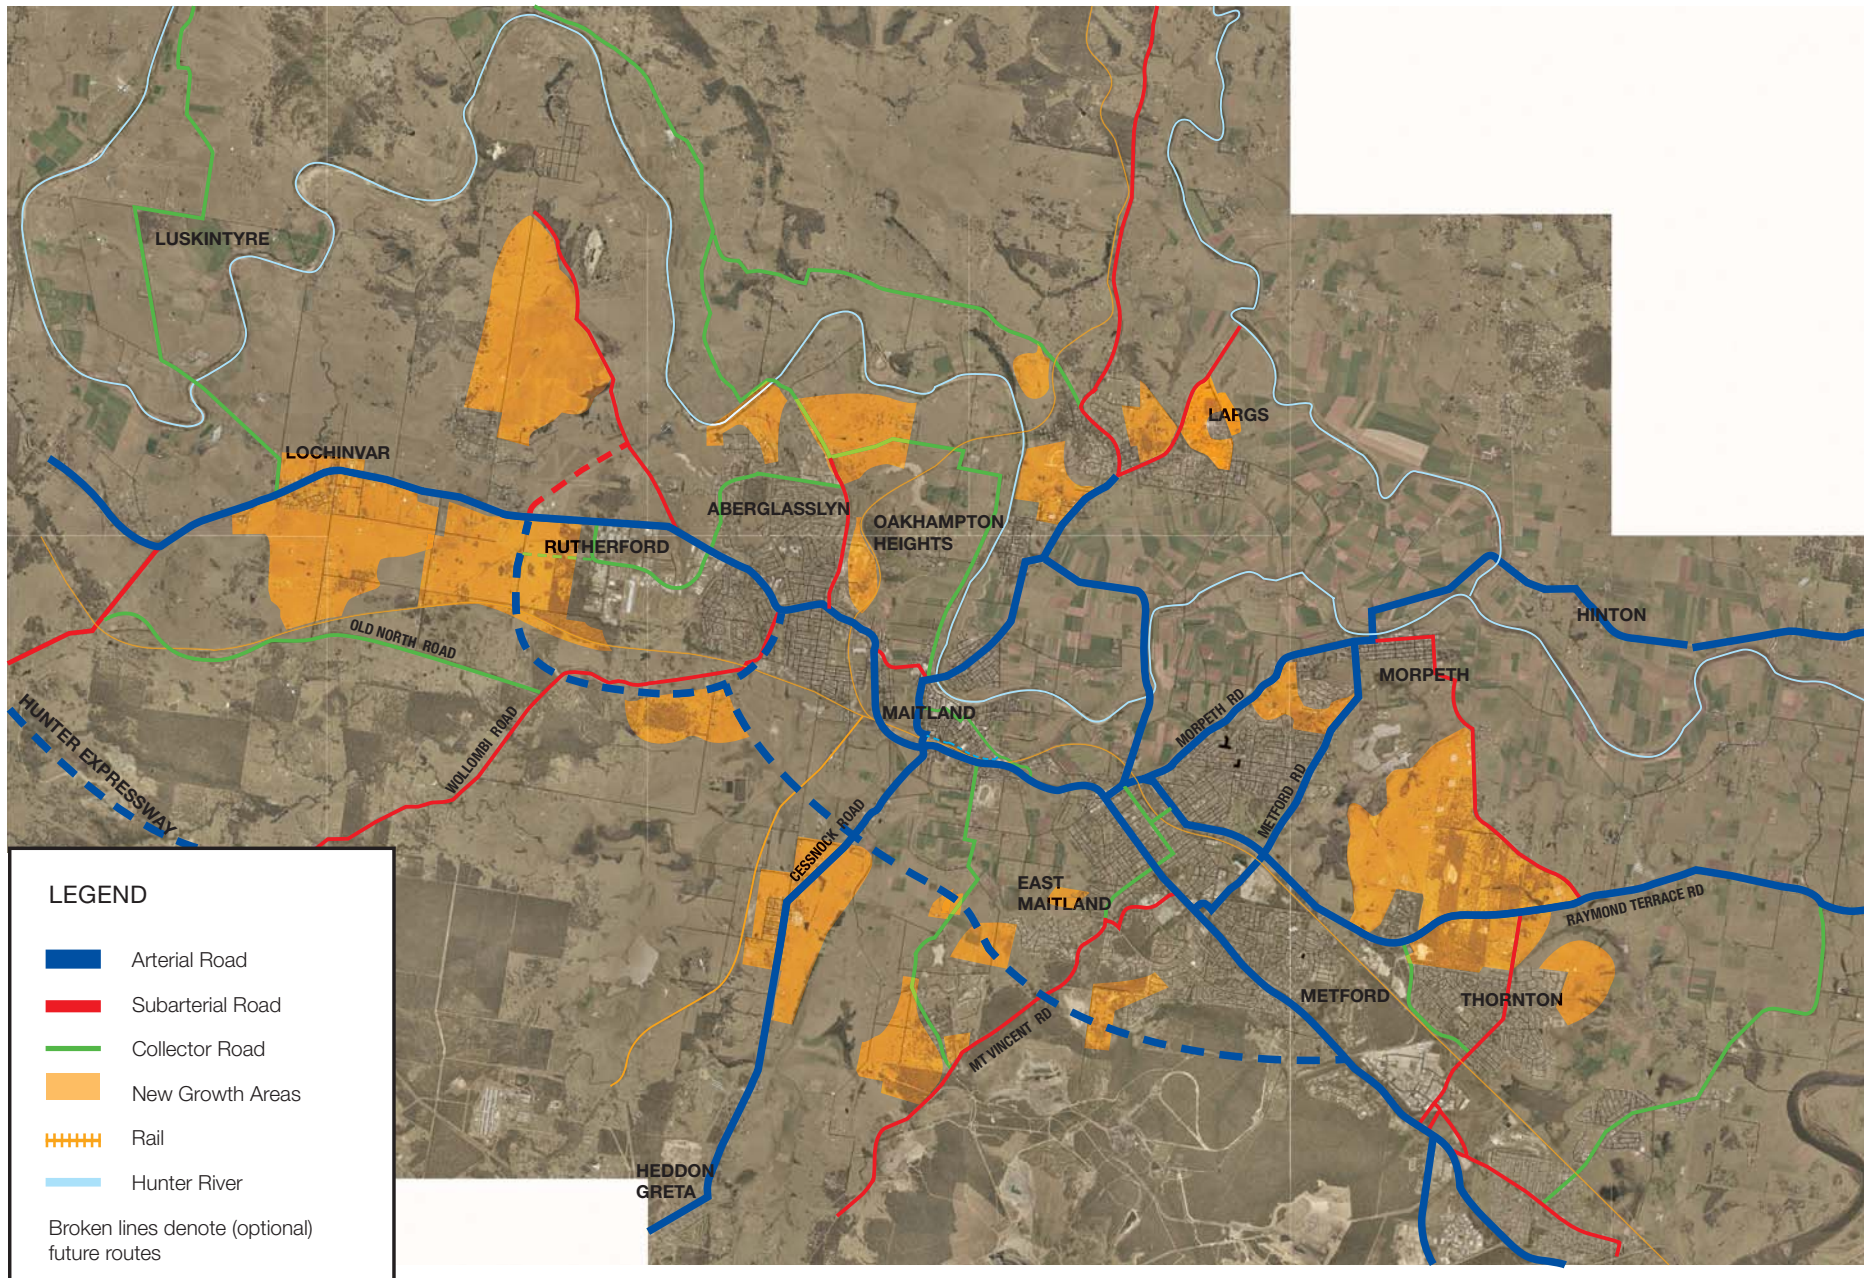 LUSKINTYRE
LOCHINVAR
LARGS
ABERGLASSLYN
OAKHAMPTON
HEIGHTS
RUTHERFORD
HINTON
OLD NORTH ROAD
MORPETH
MAITLAND
MORPETH RD
HUNTER EXPRESSWAY
WOLLOMBI ROAD
METFORD RD
CESSNOCK ROAD
EAST
MAITLAND
RAYMOND TERRACE RD
METFORD
THORNTON
MT VINCENT RD
HEDDON
GRETA
LEGEND
Arterial Road
Subarterial Road
Collector Road
New Growth Areas
Rail
Hunter River
Broken lines denote (optional)
future routes